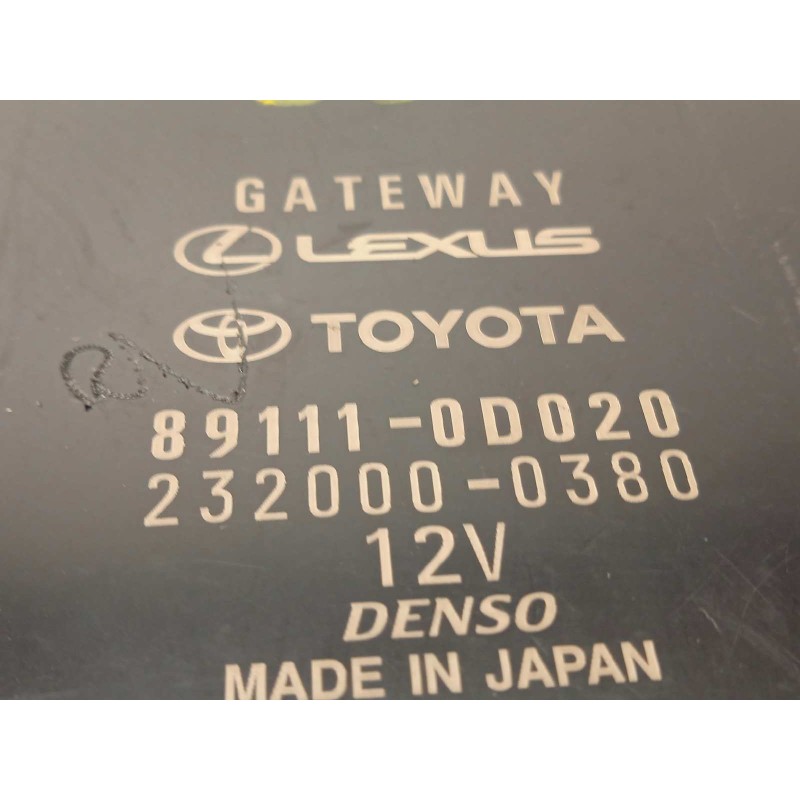 GATEWAY
LEXUS
TOYOTA
89111-0D020
232000-0380
12V
DENSO
MADE IN JAPAN